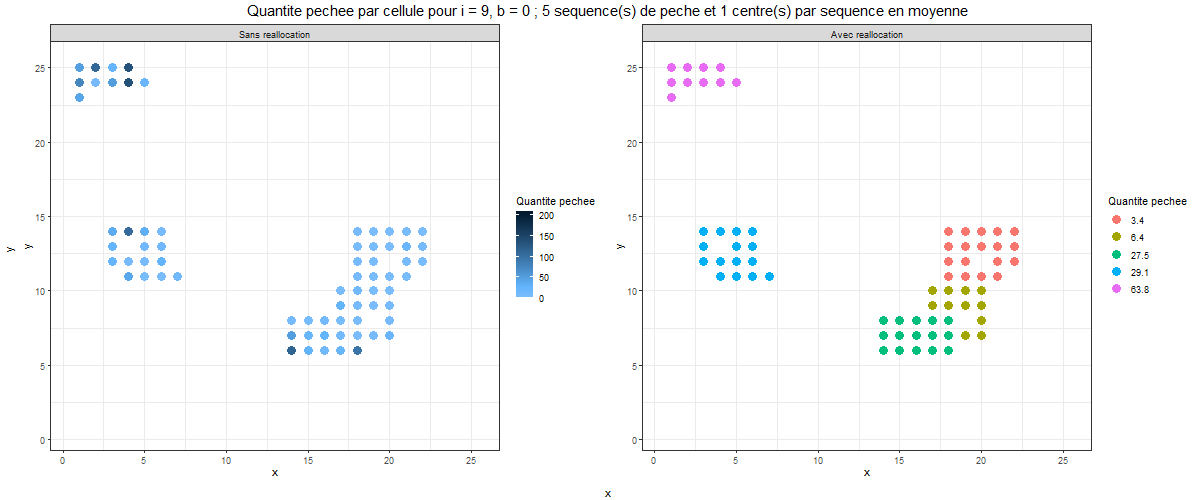 Quantite pechee par cellule pour i = 9, b = 0 ; 5 sequence(s) de peche et 1 centre(s) par sequence en moyenne
Sans reallocation
25
20
15
10
5
0
y
y
0 5 10 15 20 25
x
Quantite pechee
200
150
100
50
0
Avec reallocation
25
20
15
10
5
0
y
0 5 10 15 20 25
x
Quantite pechee
3.4
6.4
27.5
29.1
63.8
x